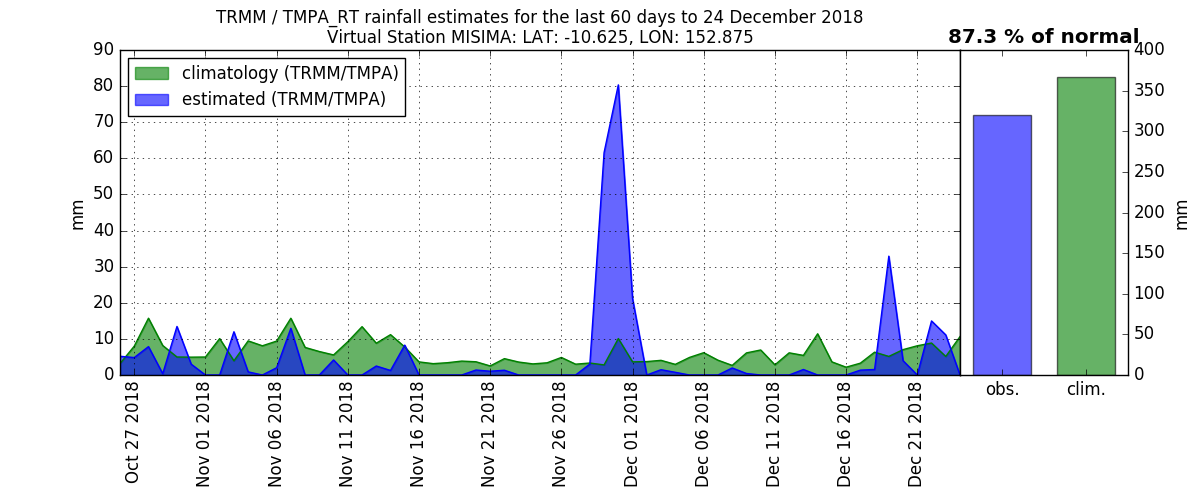 TRMM / TMPA_RT rainfall estimates for the last 60 days to 24 December 2018
Virtual Station MISIMA: LAT: -10.625, LON: 152.875
87.3 % of normal
climatology (TRMM/TMPA)
estimated (TRMM/TMPA)
90
80
70
60
50
40
30
20
10
0
mm
400
350
300
250
200
150
100
50
0
mm
Oct 27 2018
Nov 01 2018
Nov 06 2018
Nov 11 2018
Nov 16 2018
Nov 21 2018
Nov 26 2018
Dec 01 2018
Dec 06 2018
Dec 11 2018
Dec 16 2018
Dec 21 2018
obs.
clim.